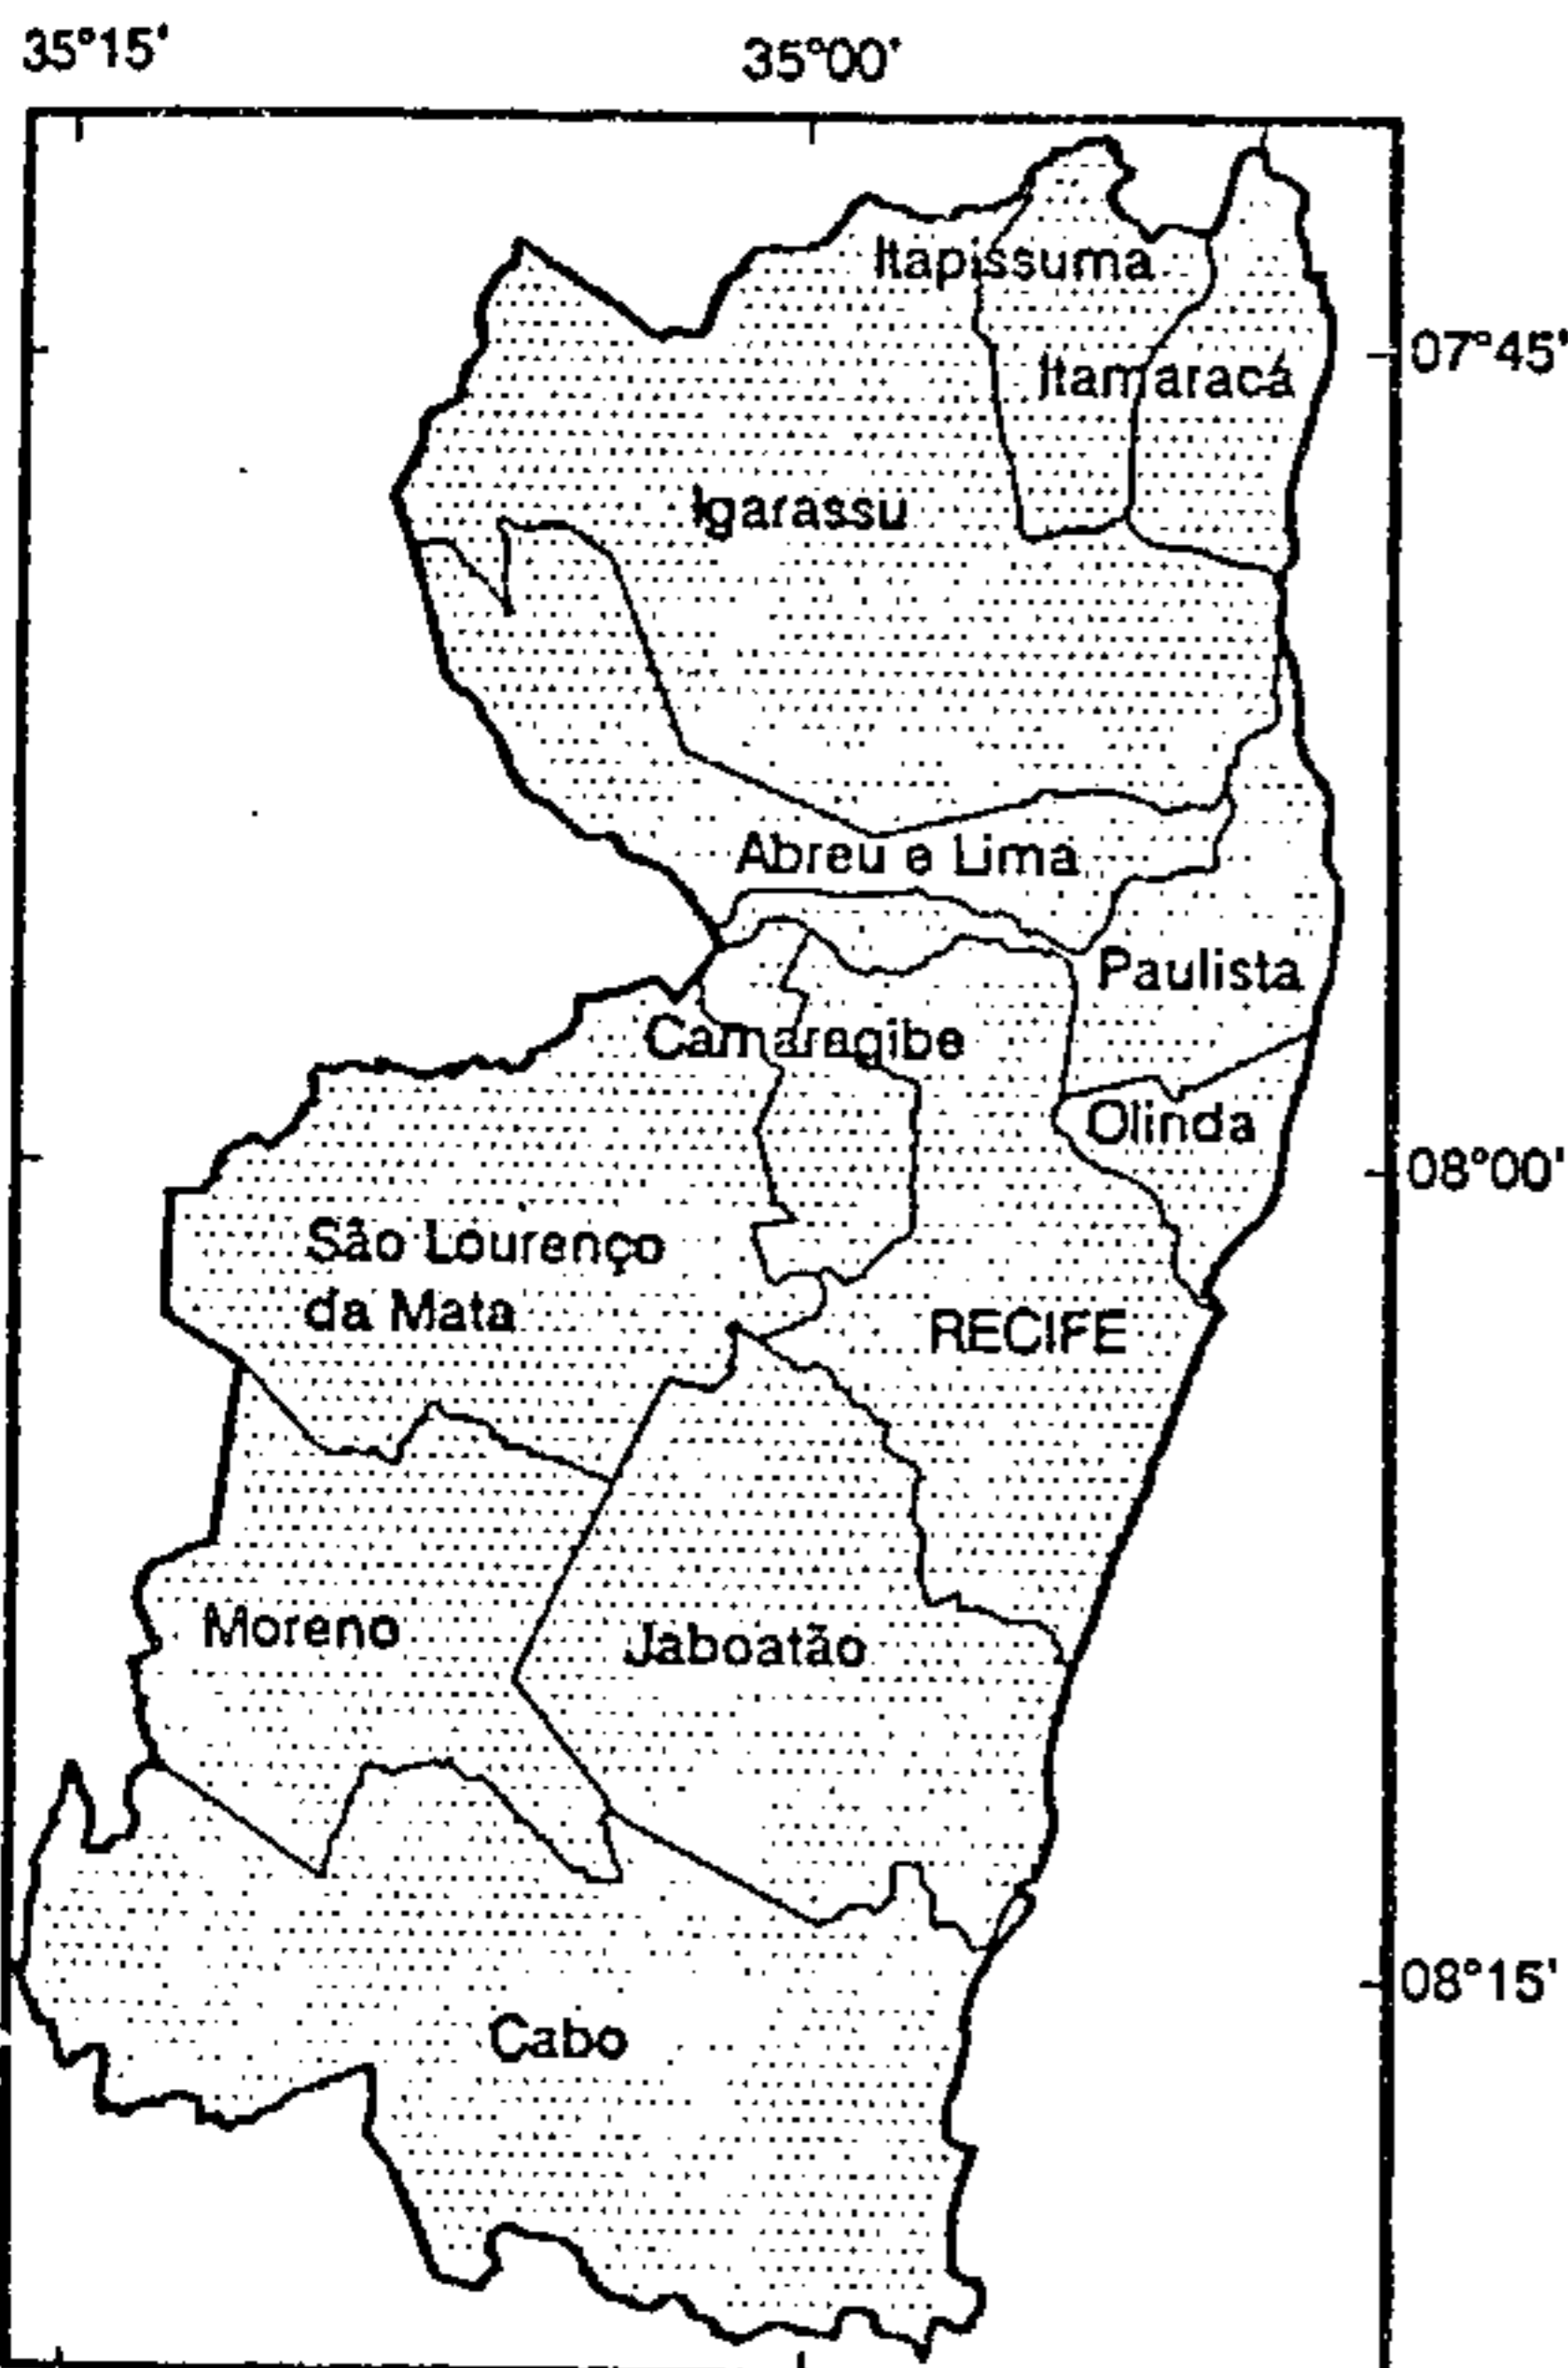 35°15'
35°00'
Itapissuma
07°45'
Itamaracá
Igarassu
Abreu e Lima
Paulista
Camaragibe
Olinda
08°00'
São Lourenço
da Mata
RECIFE
Moreno
Jaboatão
08°15'
Cabo